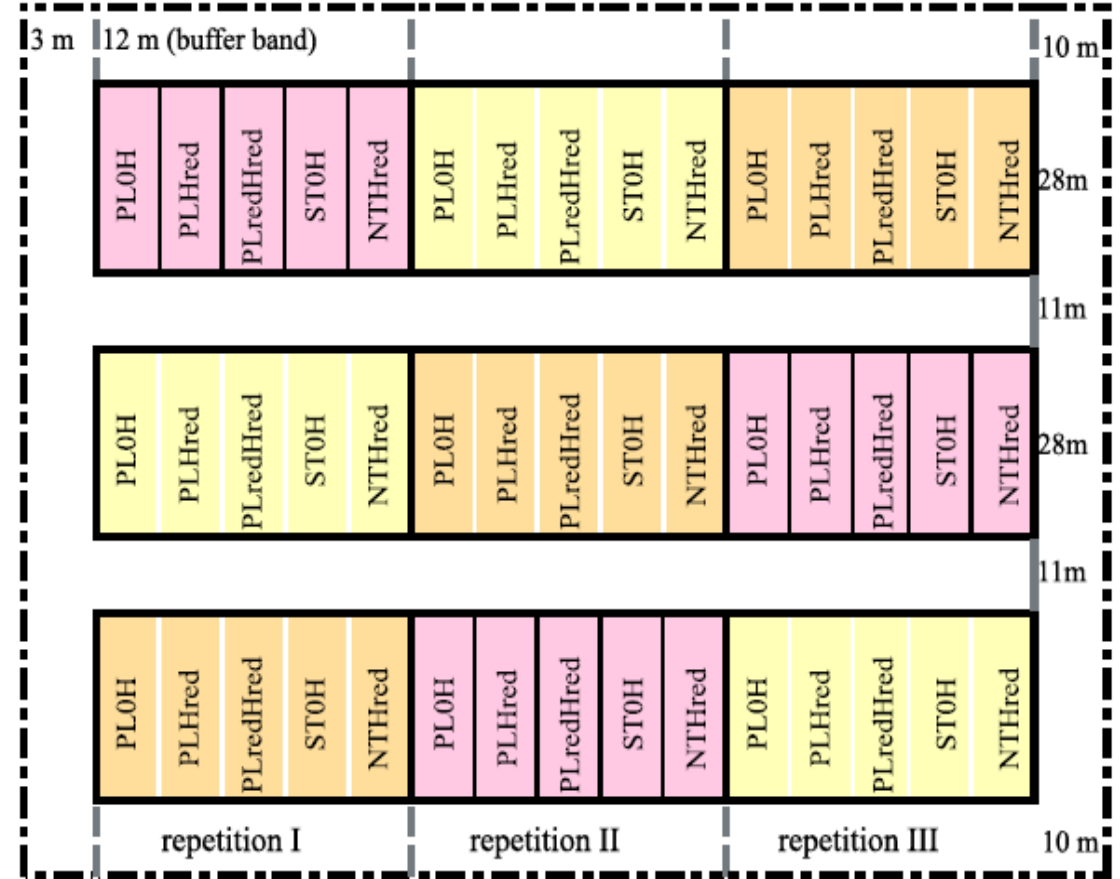 3 m 12 m (buffer band) 10 m
PL0H PLHred PLredHred ST0H NTHred PL0H PLHred PLredHred ST0H NTHred PL0H PLHred PLredHred ST0H NTHred 28m
11m
PL0H PLHred PLredHred ST0H NTHred PL0H PLHred PLredHred ST0H NTHred PL0H PLHred PLredHred ST0H NTHred 28m
11m
PL0H PLHred PLredHred ST0H NTHred PL0H PLHred PLredHred ST0H NTHred PL0H PLHred PLredHred ST0H NTHred
repetition I repetition II repetition III 10 m